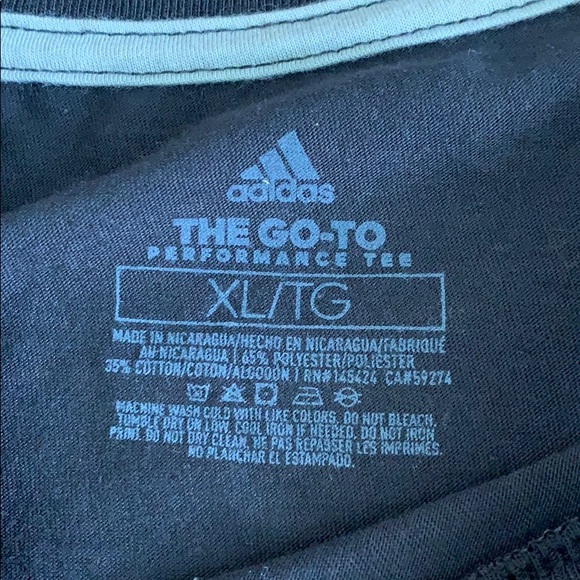 adidas
THE GO-TO
PERFORMANCE TEE
XL/TG
MADE IN NICARAGUA/HECHO EN NICARAGUA/FABRIQUÉ
AU NICARAGUA | 65% POLYESTER/POLIÉSTER
35% COTTON/COTON/ALGODÓN | RN#145424 CA#59274
MACHINE WASH COLD WITH LIKE COLORS. DO NOT BLEACH.
TUMBLE DRY ON LOW. COOL IRON IF NEEDED. DO NOT IRON
PRINT. DO NOT DRY CLEAN. NE PAS REPASSER LES IMPRIMES.
NO PLANCHAR EL ESTAMPADO.